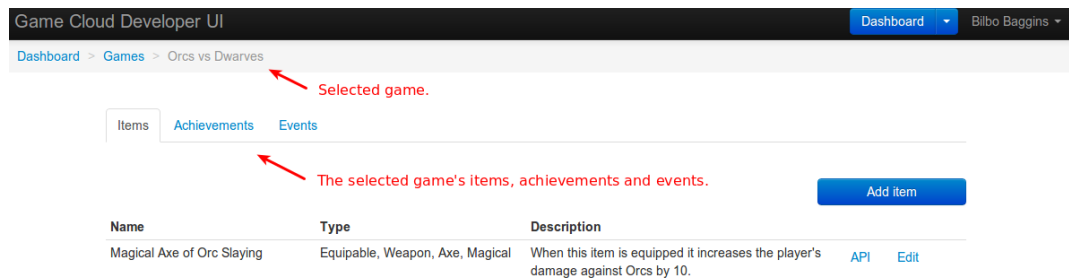 Game Cloud Developer UI Dashboard Bilbo Baggins
Dashboard > Games > Orcs vs Dwarves
Selected game.
Items Achievements Events
The selected game's items, achievements and events.
Add item
Name Type Description
Magical Axe of Orc Slaying Equipable, Weapon, Axe, Magical When this item is equipped it increases the player's API Edit
damage against Orcs by 10.